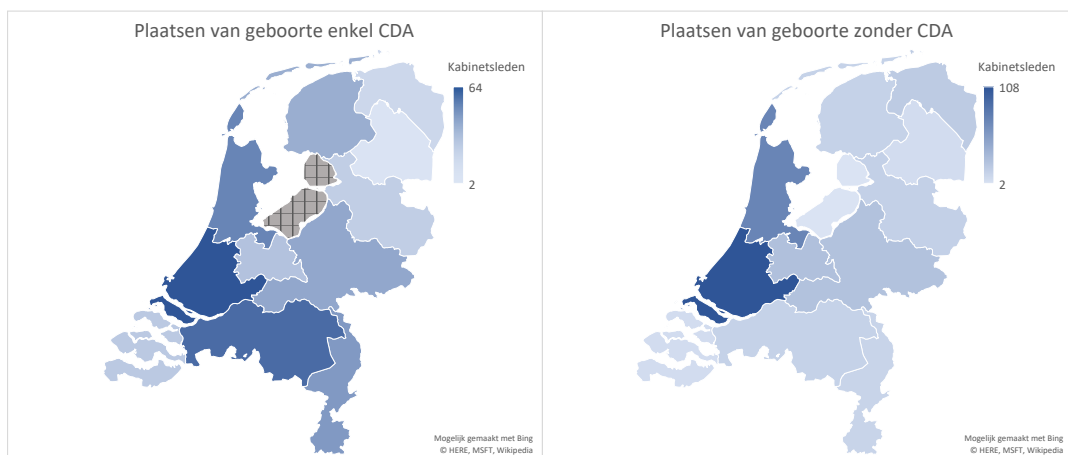 Plaatsen van geboorte enkel CDA
Kabinetsleden
64
2
Mogelijk gemaakt met Bing
© HERE, MSFT, Wikipedia
Plaatsen van geboorte zonder CDA
Kabinetsleden
108
2
Mogelijk gemaakt met Bing
© HERE, MSFT, Wikipedia